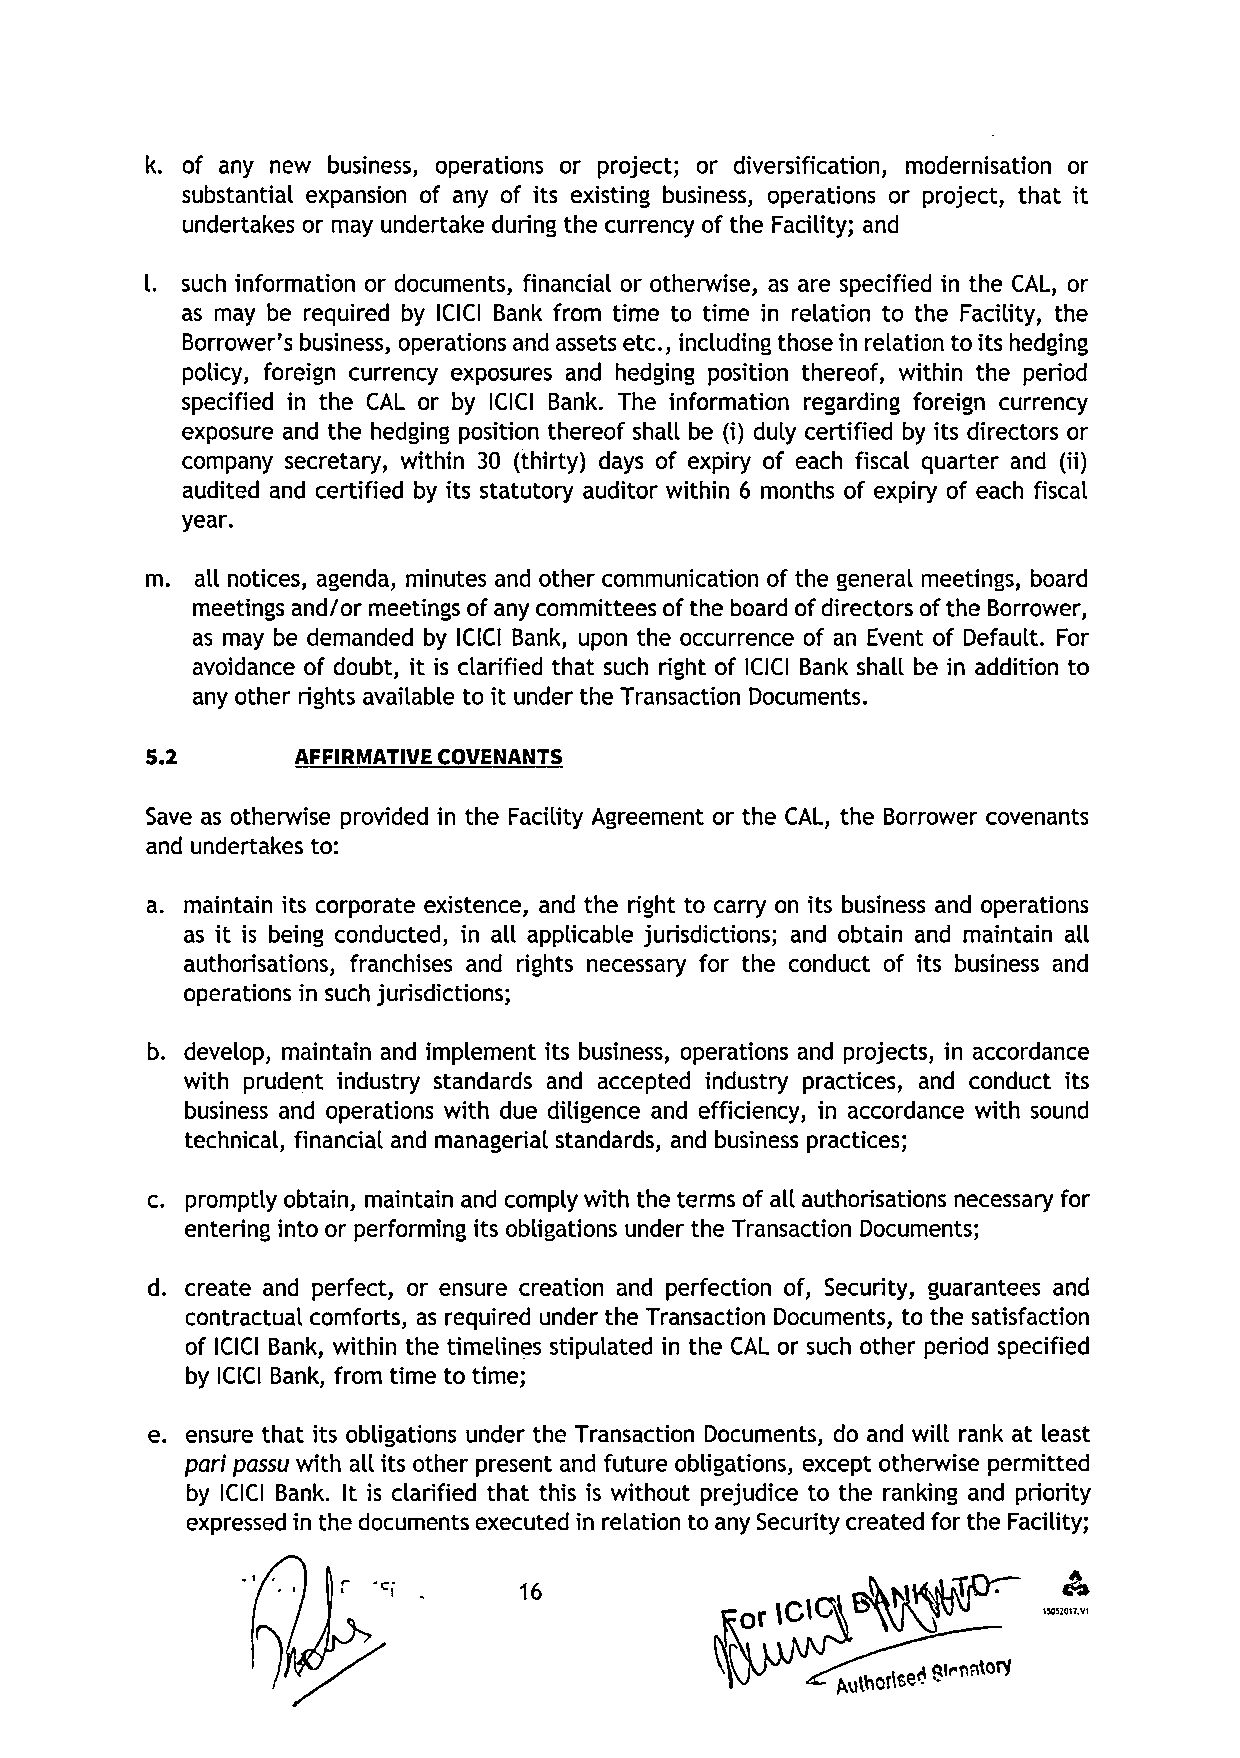 k. of any new business, operations or project; or diversification, modernisation or
substantial expansion of any of its existing business, operations or project, that it
undertakes or may undertake during the currency of the Facility; and
l. such information or documents, financial or otherwise, as are specified in the CAL, or
as may be required by ICICI Bank from time to time in relation to the Facility, the
Borrower's business, operations and assets etc., including those in relation to its hedging
policy, foreign currency exposures and hedging position thereof, within the period
specified in the CAL or by ICICI Bank. The information regarding foreign currency
exposure and the hedging position thereof shall be (i) duly certified by its directors or
company secretary, within 30 (thirty) days of expiry of each fiscal quarter and (ii)
audited and certified by its statutory auditor within 6 months of expiry of each fiscal
year.
m. all notices, agenda, minutes and other communication of the general meetings, board
meetings and/or meetings of any committees of the board of directors of the Borrower,
as may be demanded by ICICI Bank, upon the occurrence of an Event of Default. For
avoidance of doubt, it is clarified that such right of ICICI Bank shall be in addition to
any other rights available to it under the Transaction Documents.
5.2 AFFIRMATIVE COVENANTS
Save as otherwise provided in the Facility Agreement or the CAL, the Borrower covenants
and undertakes to:
a. maintain its corporate existence, and the right to carry on its business and operations
as it is being conducted, in all applicable jurisdictions; and obtain and maintain all
authorisations, franchises and rights necessary for the conduct of its business and
operations in such jurisdictions;
b. develop, maintain and implement its business, operations and projects, in accordance
with prudent industry standards and accepted industry practices, and conduct its
business and operations with due diligence and efficiency, in accordance with sound
technical, financial and managerial standards, and business practices;
c. promptly obtain, maintain and comply with the terms of all authorisations necessary for
entering into or performing its obligations under the Transaction Documents;
d. create and perfect, or ensure creation and perfection of, Security, guarantees and
contractual comforts, as required under the Transaction Documents, to the satisfaction
of ICICI Bank, within the timelines stipulated in the CAL or such other period specified
by ICICI Bank, from time to time;
e. ensure that its obligations under the Transaction Documents, do and will rank at least
pari passu with all its other present and future obligations, except otherwise permitted
by ICICI Bank. It is clarified that this is without prejudice to the ranking and priority
expressed in the documents executed in relation to any Security created for the Facility;
16
For ICICI BANK LTD.
15052017.V1
Authorised Signatory